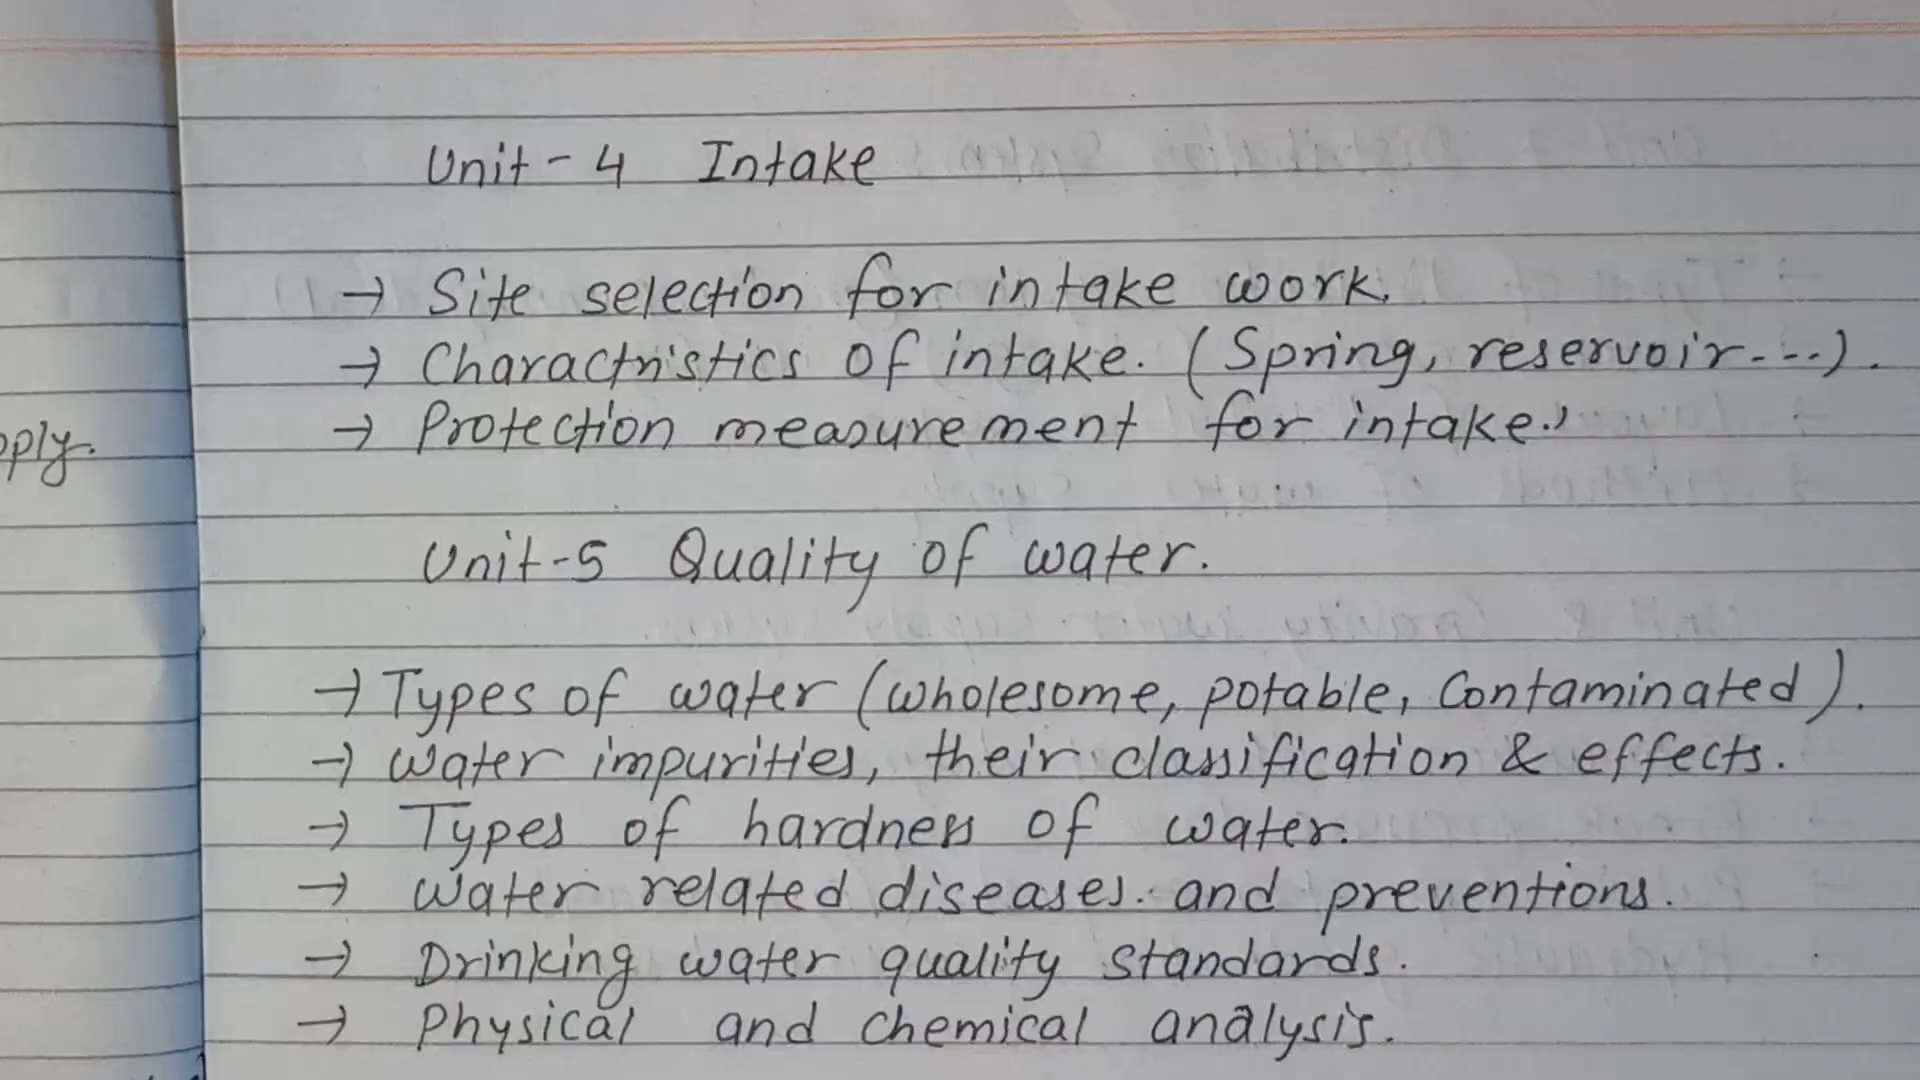 Unit - 4 Intake
→ Site selection for intake work.
→ Charactristics of intake. (Spring, reservoir---).
→ Protection measurement for intake.
pply.
Unit-5 Quality of water.
→ Types of water (wholesome, potable, Contaminated).
→ Water impurities, their classification & effects.
→ Types of hardness of water.
→ Water related diseases. and preventions.
→ Drinking water quality standards.
→ Physical and chemical analysis.